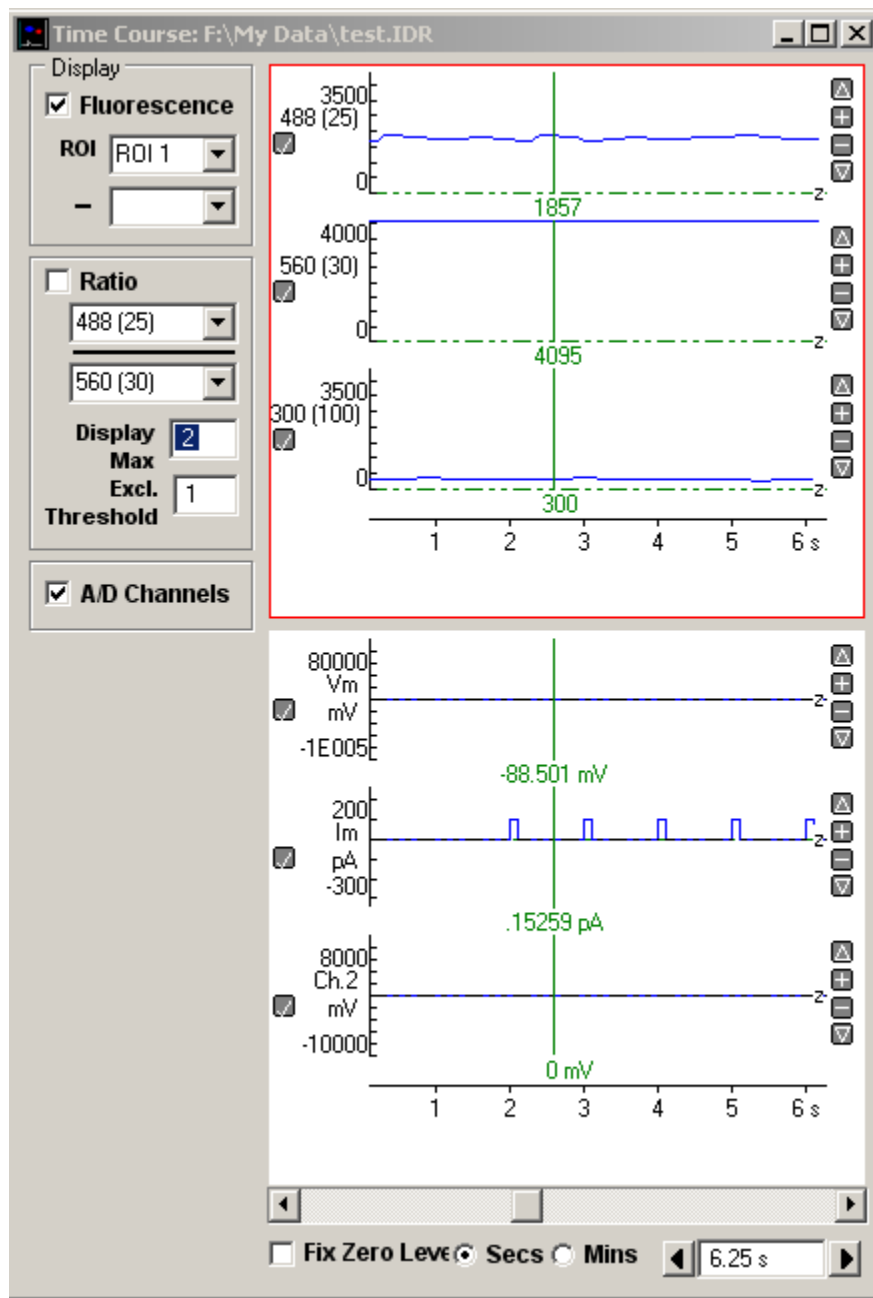 Time Course: F:\My Data\test.IDR
Display
Fluorescence
ROI ROI 1
–
Ratio
488 (25)
560 (30)
Display Max 2
Excl. Threshold 1
A/D Channels
3500
488 (25)
0
z
1857
4000
560 (30)
0
z
4095
3500
300 (100)
0
z
300
1 2 3 4 5 6 s
80000
Vm
mV
-1E005
z
-88.501 mV
200
Im
pA
-300
z
.15259 pA
8000
Ch.2
mV
-10000
z
0 mV
1 2 3 4 5 6 s
Fix Zero Leve Secs Mins 6.25 s